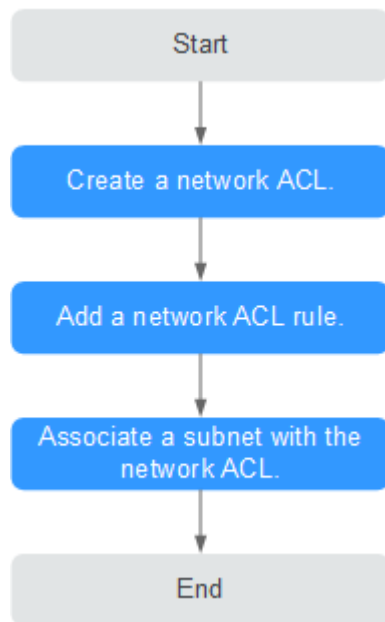 Start
Create a network ACL.
Add a network ACL rule.
Associate a subnet with the
network ACL.
End